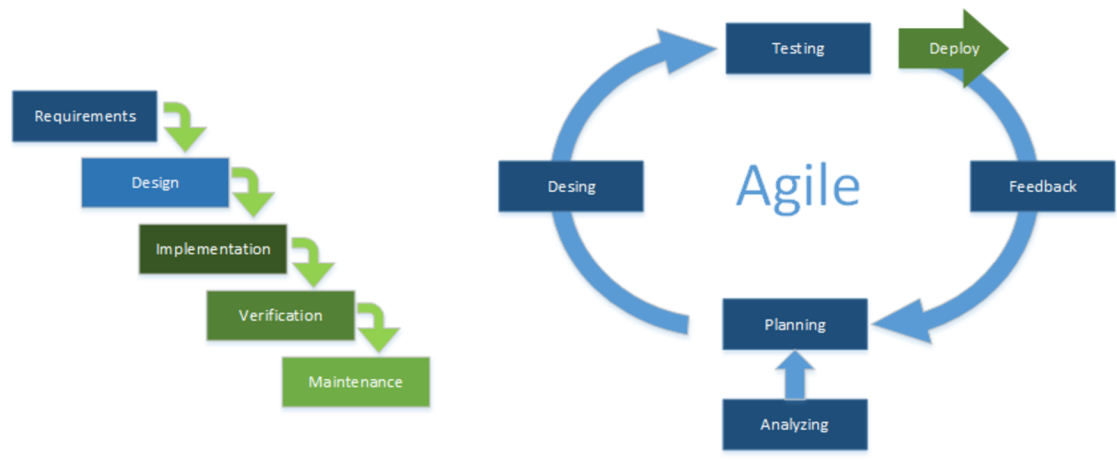 Requirements
Design
Implementation
Verification
Maintenance
Testing
Deploy
Desing
Agile
Feedback
Planning
Analyzing